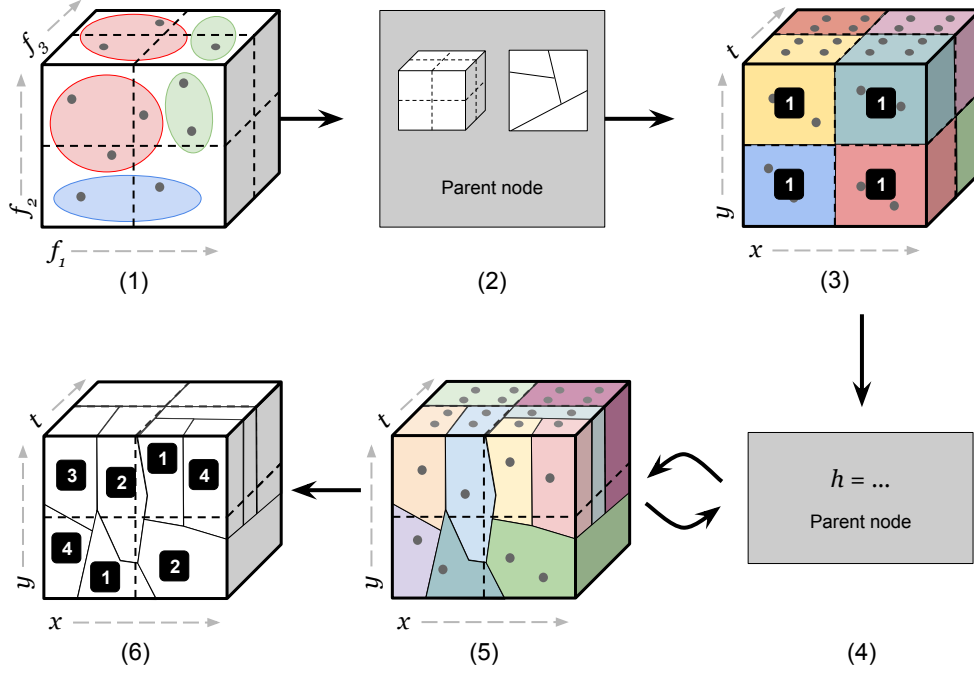 f₃
f₂
f₁
(1)
Parent node
(2)
t
1
1
1
1
y
x
(3)
t
3
2
1
4
4
1
2
y
x
(6)
t
y
x
(5)
h = ...
Parent node
(4)